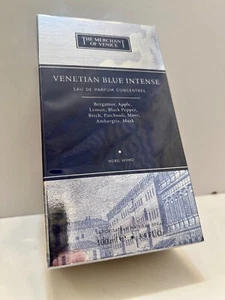 THE MERCHANT
OF VENICE
VENETIAN BLUE INTENSE
EAU DE PARFUM CONCENTRÉE
Bergamot, Apple,
Lemon, Black Pepper,
Birch, Patchouli, Moss,
Ambergris, Musk
100ml ℮